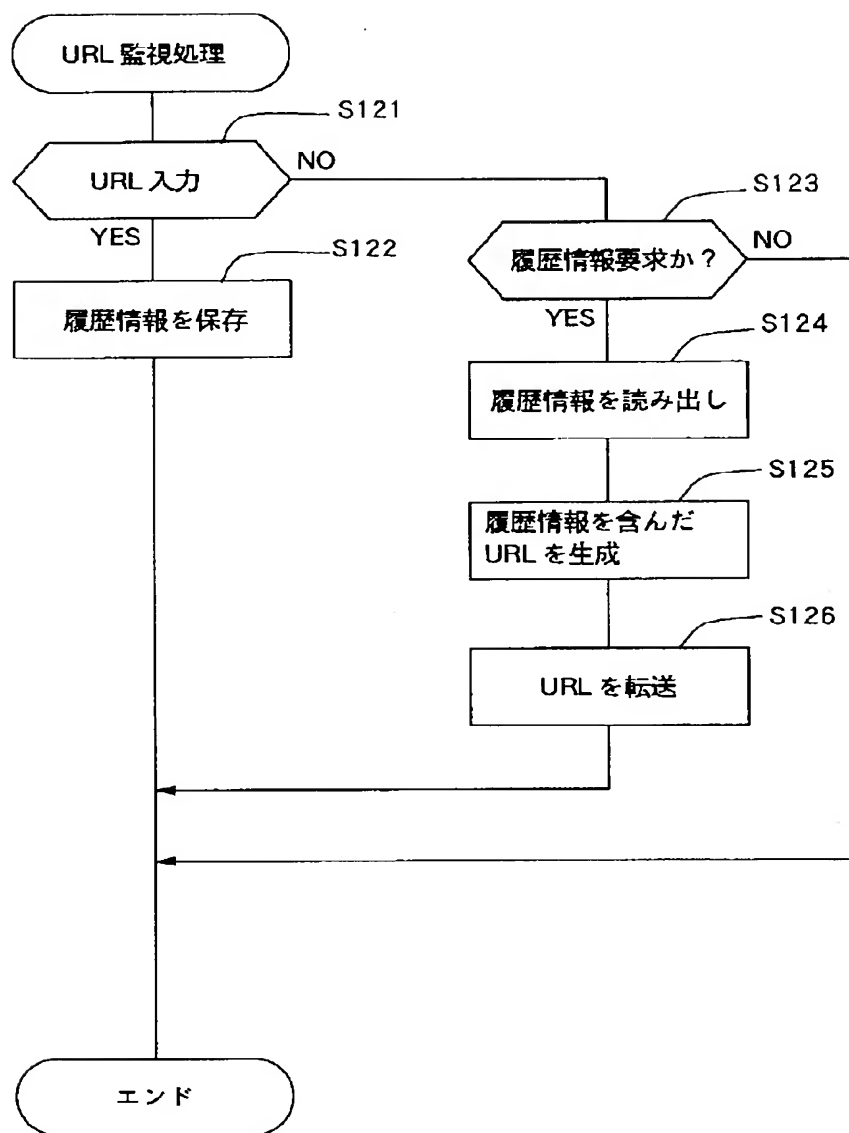 URL 監視処理
S121
URL 入力
NO
YES
S122
履歴情報を保存
S123
履歴情報要求か？
NO
YES
S124
履歴情報を読み出し
S125
履歴情報を含んだ
URL を生成
S126
URL を転送
エンド